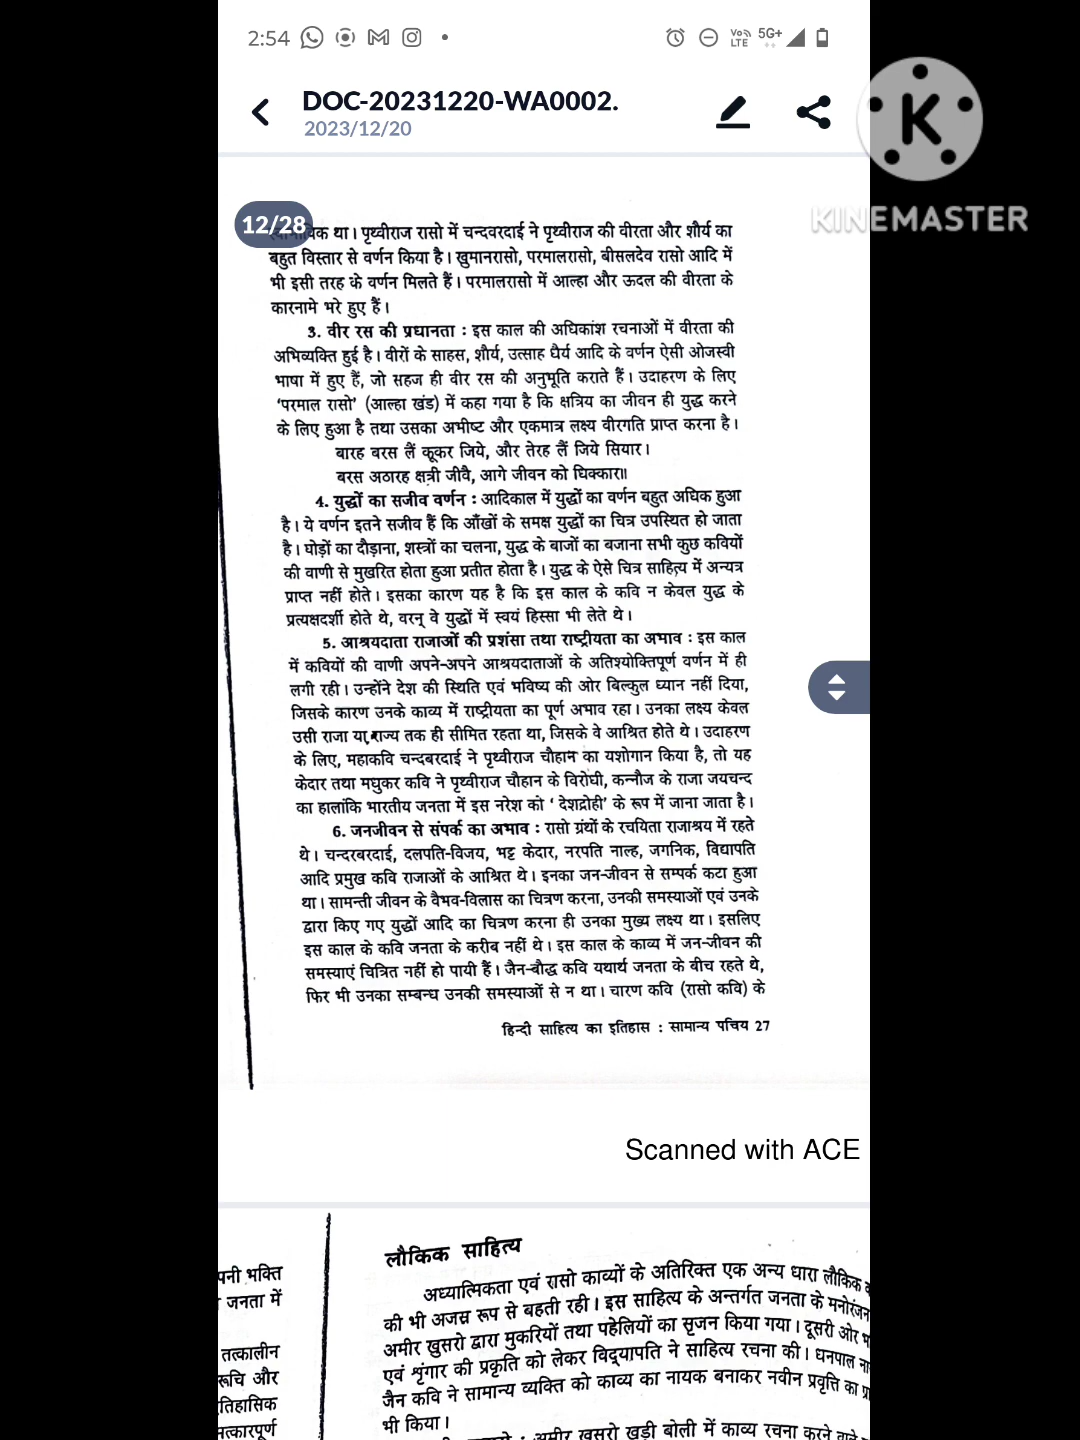 2:54
Vo)) LTE 5G+
DOC-20231220-WA0002.
2023/12/20
K
KINEMASTER
12/28
था। पृथ्वीराज रासो में चन्दवरदाई ने पृथ्वीराज की वीरता और शौर्य का
बहुत विस्तार से वर्णन किया है। खुमानरासो, परमालरासो, बीसलदेव रासो आदि में
भी इसी तरह के वर्णन मिलते हैं। परमालरासो में आल्हा और ऊदल की वीरता के
कारनामे भरे हुए हैं।
3. वीर रस की प्रधानता : इस काल की अधिकांश रचनाओं में वीरता की
अभिव्यक्ति हुई है। वीरों के साहस, शौर्य, उत्साह धैर्य आदि के वर्णन ऐसी ओजस्वी
भाषा में हुए हैं, जो सहज ही वीर रस की अनुभूति कराते हैं। उदाहरण के लिए
'परमाल रासो' (आल्हा खंड) में कहा गया है कि क्षत्रिय का जीवन ही युद्ध करने
के लिए हुआ है तथा उसका अभीष्ट और एकमात्र लक्ष्य वीरगति प्राप्त करना है।
बारह बरस लैं कूकर जिये, और तेरह लैं जिये सियार।
बरस अठारह क्षत्री जीवै, आगे जीवन को धिक्कार॥
4. युद्धों का सजीव वर्णन : आदिकाल में युद्धों का वर्णन बहुत अधिक हुआ
है। ये वर्णन इतने सजीव हैं कि आँखों के समक्ष युद्धों का चित्र उपस्थित हो जाता
है। घोड़ों का दौड़ाना, शस्त्रों का चलना, युद्ध के बाजों का बजाना सभी कुछ कवियों
की वाणी से मुखरित होता हुआ प्रतीत होता है। युद्ध के ऐसे चित्र साहित्य में अन्यत्र
प्राप्त नहीं होते। इसका कारण यह है कि इस काल के कवि न केवल युद्ध के
प्रत्यक्षदर्शी होते थे, वरन् वे युद्धों में स्वयं हिस्सा भी लेते थे।
5. आश्रयदाता राजाओं की प्रशंसा तथा राष्ट्रीयता का अभाव : इस काल
में कवियों की वाणी अपने-अपने आश्रयदाताओं के अतिश्योक्तिपूर्ण वर्णन में ही
लगी रही। उन्होंने देश की स्थिति एवं भविष्य की ओर बिल्कुल ध्यान नहीं दिया,
जिसके कारण उनके काव्य में राष्ट्रीयता का पूर्ण अभाव रहा। उनका लक्ष्य केवल
उसी राजा या राज्य तक ही सीमित रहता था, जिसके वे आश्रित होते थे। उदाहरण
के लिए, महाकवि चन्दबरदाई ने पृथ्वीराज चौहान का यशोगान किया है, तो यह
केदार तथा मधुकर कवि ने पृथ्वीराज चौहान के विरोधी, कन्नौज के राजा जयचन्द
का हालांकि भारतीय जनता में इस नरेश को ' देशद्रोही' के रूप में जाना जाता है।
6. जनजीवन से संपर्क का अभाव : रासो ग्रंथों के रचयिता राजाश्रय में रहते
थे। चन्दरबरदाई, दलपति-विजय, भट्ट केदार, नरपति नाल्ह, जगनिक, विद्यापति
आदि प्रमुख कवि राजाओं के आश्रित थे। इनका जन-जीवन से सम्पर्क कटा हुआ
था। सामन्ती जीवन के वैभव-विलास का चित्रण करना, उनकी समस्याओं एवं उनके
द्वारा किए गए युद्धों आदि का चित्रण करना ही उनका मुख्य लक्ष्य था। इसलिए
इस काल के कवि जनता के करीब नहीं थे। इस काल के काव्य में जन-जीवन की
समस्याएं चित्रित नहीं हो पायी हैं। जैन-बौद्ध कवि यथार्थ जनता के बीच रहते थे,
फिर भी उनका सम्बन्ध उनकी समस्याओं से न था। चारण कवि (रासो कवि) के
हिन्दी साहित्य का इतिहास : सामान्य पचिय 27
Scanned with ACE
पनी भक्ति
जनता में
तत्कालीन
रूचि और
तिहासिक
लौकिक साहित्य
अध्यात्मिकता एवं रासो काव्यों के अतिरिक्त एक अन्य धारा लौकिक
की भी अजस्र रूप से बहती रही। इस साहित्य के अन्तर्गत जनता के मनोरंजन
अमीर खुसरो द्वारा मुकरियों तथा पहेलियों का सृजन किया गया। दूसरी ओर
एवं शृंगार की प्रकृति को लेकर विद्यापति ने साहित्य रचना की। धनपाल
जैन कवि ने सामान्य व्यक्ति को काव्य का नायक बनाकर नवीन प्रवृत्ति का
भी किया।
अमीर खुसरो खड़ी बोली में काव्य रचना करने वाले